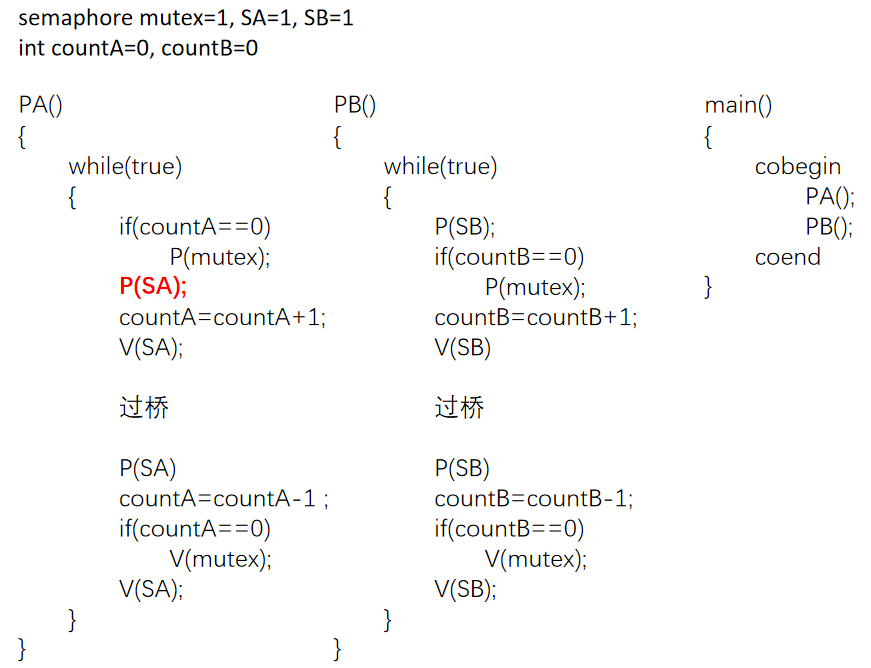 semaphore mutex=1, SA=1, SB=1
int countA=0, countB=0
PA()
{
while(true)
{
if(countA==0)
P(mutex);
P(SA);
countA=countA+1;
V(SA);
过桥
P(SA)
countA=countA-1 ;
if(countA==0)
V(mutex);
V(SA);
}
}
PB()
{
while(true)
{
P(SB);
if(countB==0)
P(mutex);
countB=countB+1;
V(SB)
过桥
P(SB)
countB=countB-1;
if(countB==0)
V(mutex);
V(SB);
}
}
main()
{
cobegin
PA();
PB();
coend
}